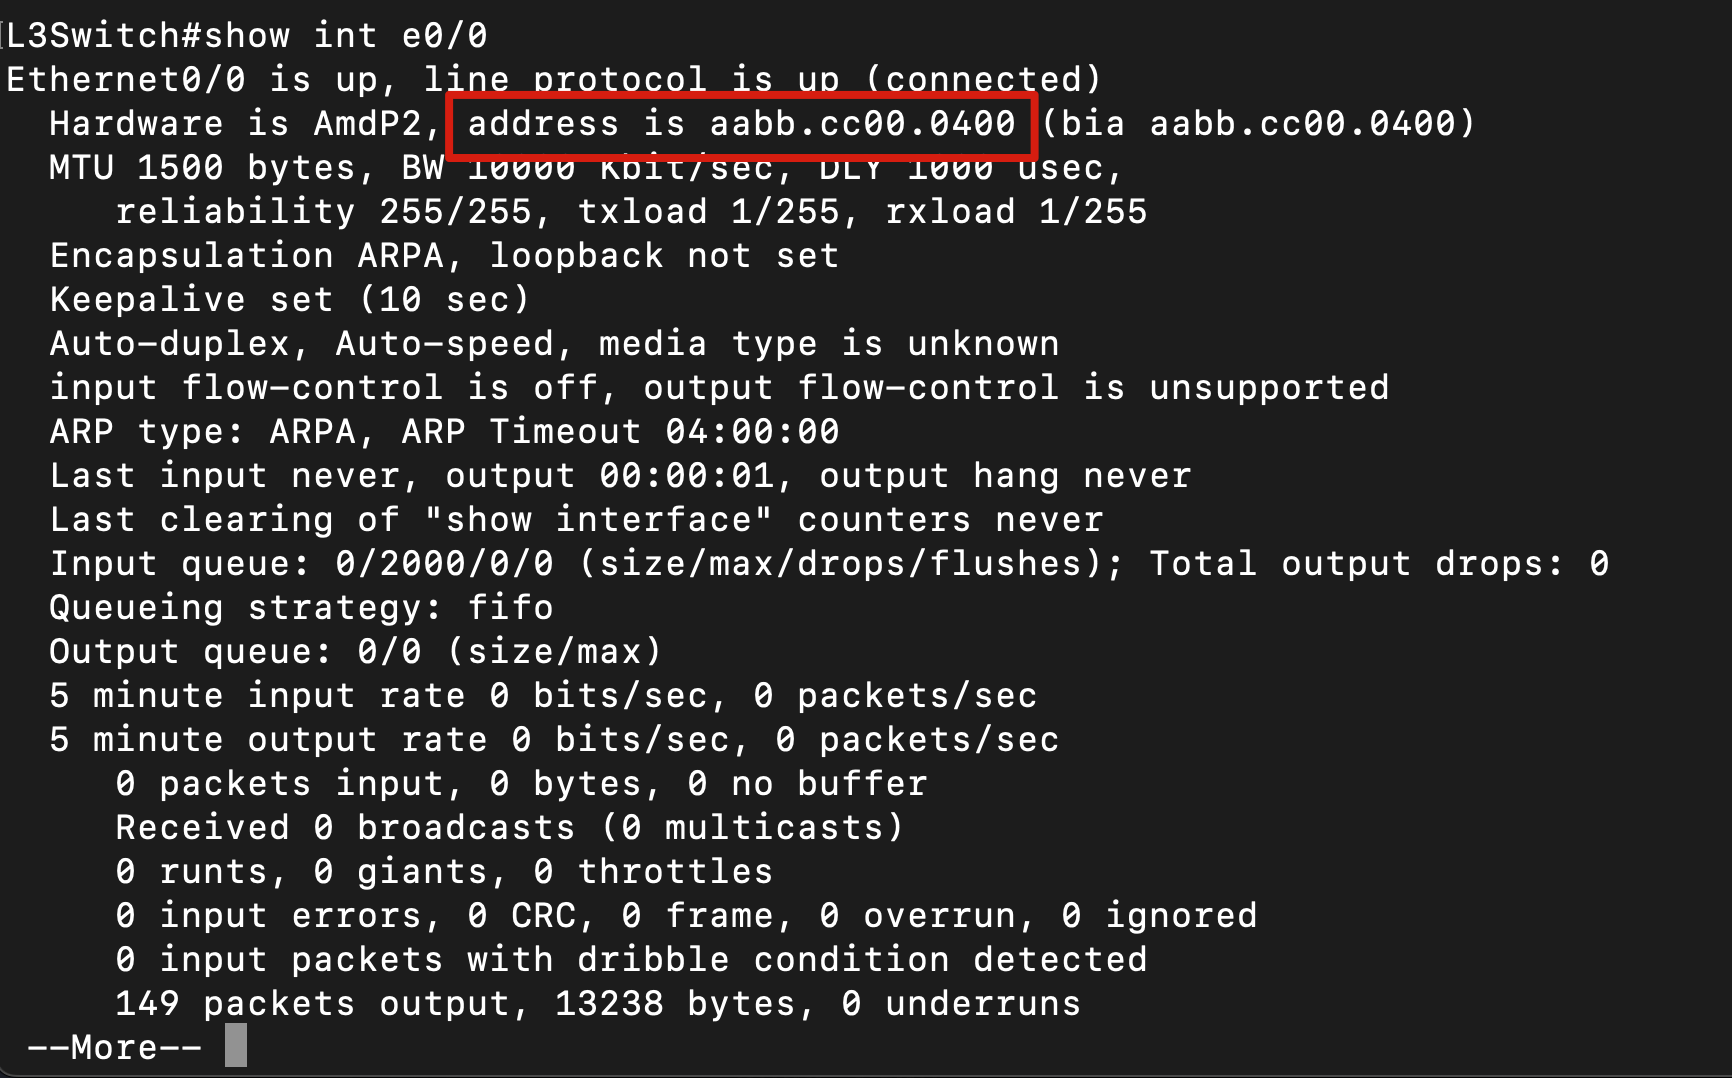 L3Switch#show int e0/0
Ethernet0/0 is up, line protocol is up (connected)
Hardware is AmdP2, address is aabb.cc00.0400 (bia aabb.cc00.0400)
MTU 1500 bytes, BW 10000 Kbit/sec, DLY 1000 usec,
reliability 255/255, txload 1/255, rxload 1/255
Encapsulation ARPA, loopback not set
Keepalive set (10 sec)
Auto-duplex, Auto-speed, media type is unknown
input flow-control is off, output flow-control is unsupported
ARP type: ARPA, ARP Timeout 04:00:00
Last input never, output 00:00:01, output hang never
Last clearing of "show interface" counters never
Input queue: 0/2000/0/0 (size/max/drops/flushes); Total output drops: 0
Queueing strategy: fifo
Output queue: 0/0 (size/max)
5 minute input rate 0 bits/sec, 0 packets/sec
5 minute output rate 0 bits/sec, 0 packets/sec
0 packets input, 0 bytes, 0 no buffer
Received 0 broadcasts (0 multicasts)
0 runts, 0 giants, 0 throttles
0 input errors, 0 CRC, 0 frame, 0 overrun, 0 ignored
0 input packets with dribble condition detected
149 packets output, 13238 bytes, 0 underruns
--More--